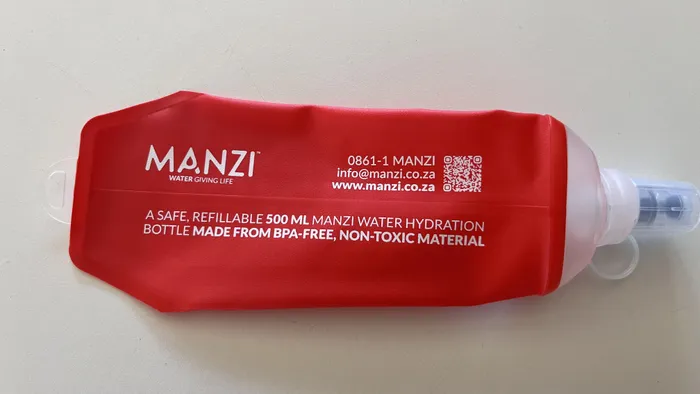 MANZI™
WATER GIVING LIFE
0861-1 MANZI
info@manzi.co.za
www.manzi.co.za
A SAFE, REFILLABLE 500 ML MANZI WATER HYDRATION
BOTTLE MADE FROM BPA-FREE, NON-TOXIC MATERIAL